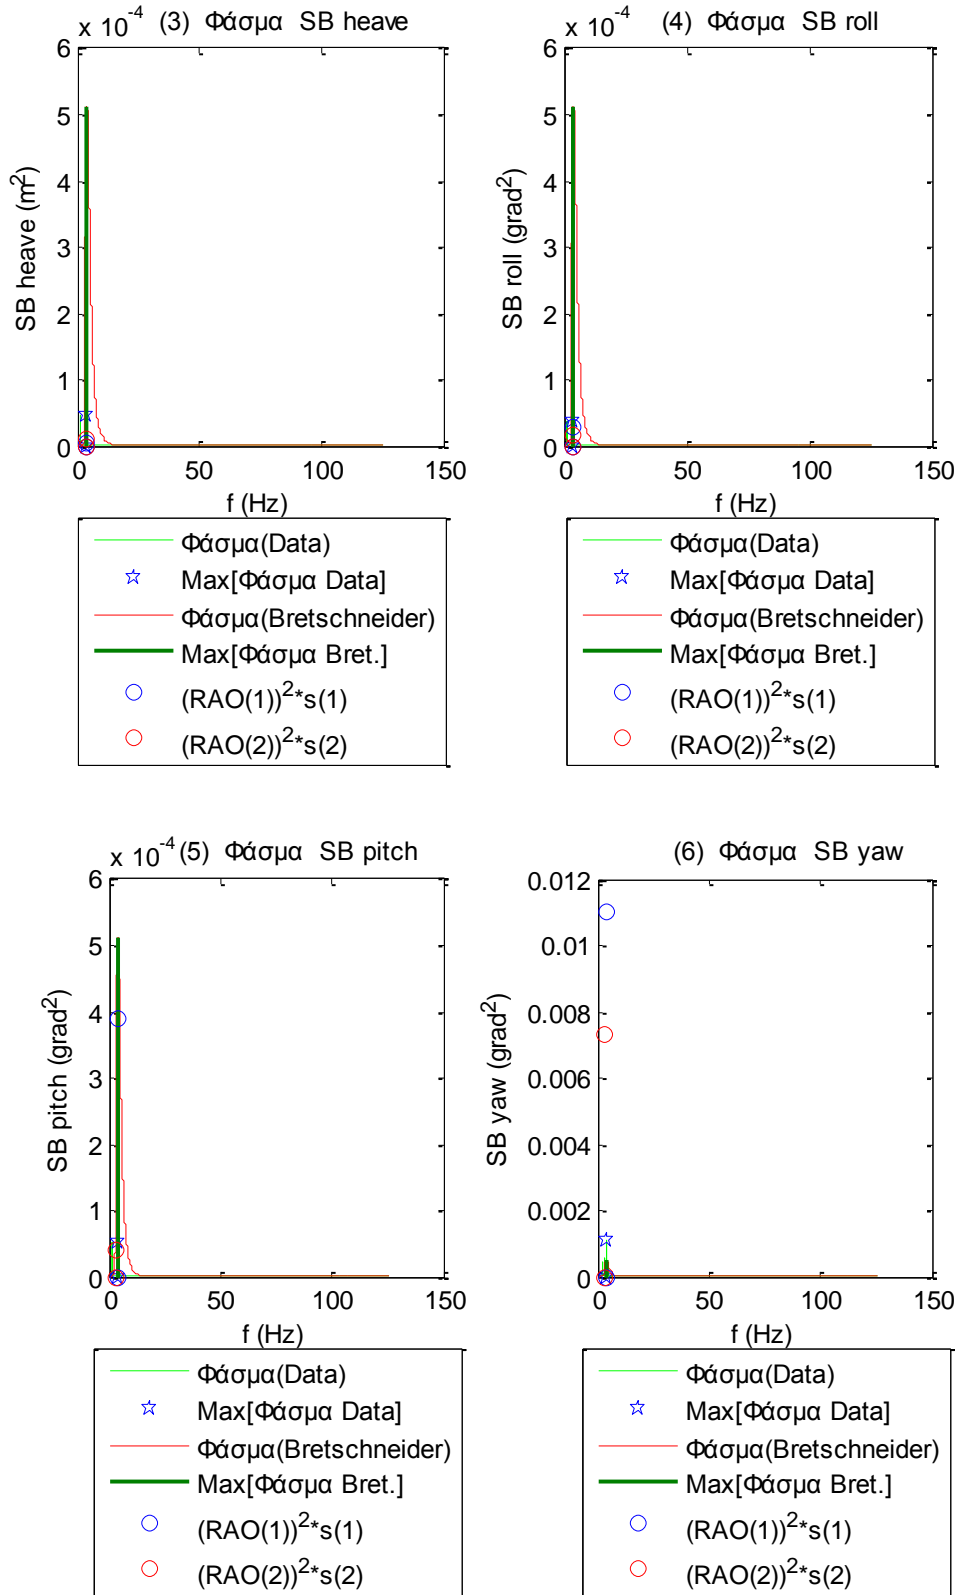 x 10^-4 (3) Φάσμα SB heave
6
5
4
3
2
1
0
SB heave (m^2)
0 50 100 150
f (Hz)
Φάσμα(Data)
Max[Φάσμα Data]
Φάσμα(Bretschneider)
Max[Φάσμα Bret.]
(RAO(1))^2*s(1)
(RAO(2))^2*s(2)
x 10^-4 (4) Φάσμα SB roll
6
5
4
3
2
1
0
SB roll (grad^2)
0 50 100 150
f (Hz)
Φάσμα(Data)
Max[Φάσμα Data]
Φάσμα(Bretschneider)
Max[Φάσμα Bret.]
(RAO(1))^2*s(1)
(RAO(2))^2*s(2)
x 10^-4 (5) Φάσμα SB pitch
6
5
4
3
2
1
0
SB pitch (grad^2)
0 50 100 150
f (Hz)
Φάσμα(Data)
Max[Φάσμα Data]
Φάσμα(Bretschneider)
Max[Φάσμα Bret.]
(RAO(1))^2*s(1)
(RAO(2))^2*s(2)
(6) Φάσμα SB yaw
0.012
0.01
0.008
0.006
0.004
0.002
0
SB yaw (grad^2)
0 50 100 150
f (Hz)
Φάσμα(Data)
Max[Φάσμα Data]
Φάσμα(Bretschneider)
Max[Φάσμα Bret.]
(RAO(1))^2*s(1)
(RAO(2))^2*s(2)